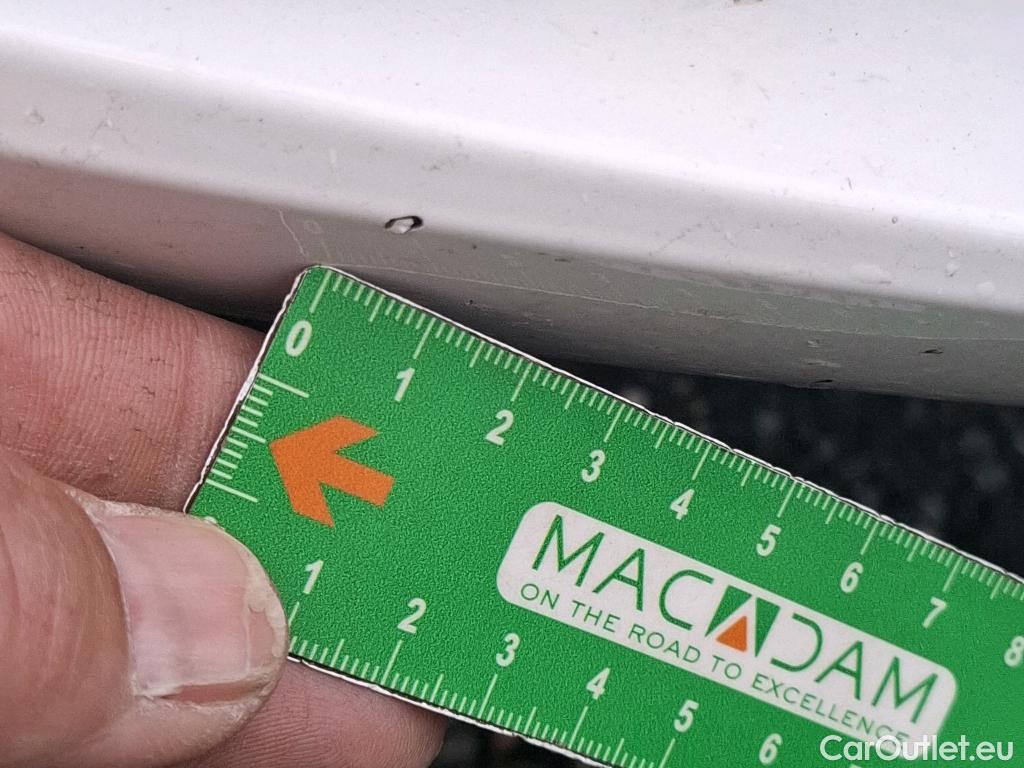 0 1 2 3 4 5 6 7 8
MACADAM
ON THE ROAD TO EXCELLENCE
1 2 3 4 5 6
CarOutlet.eu